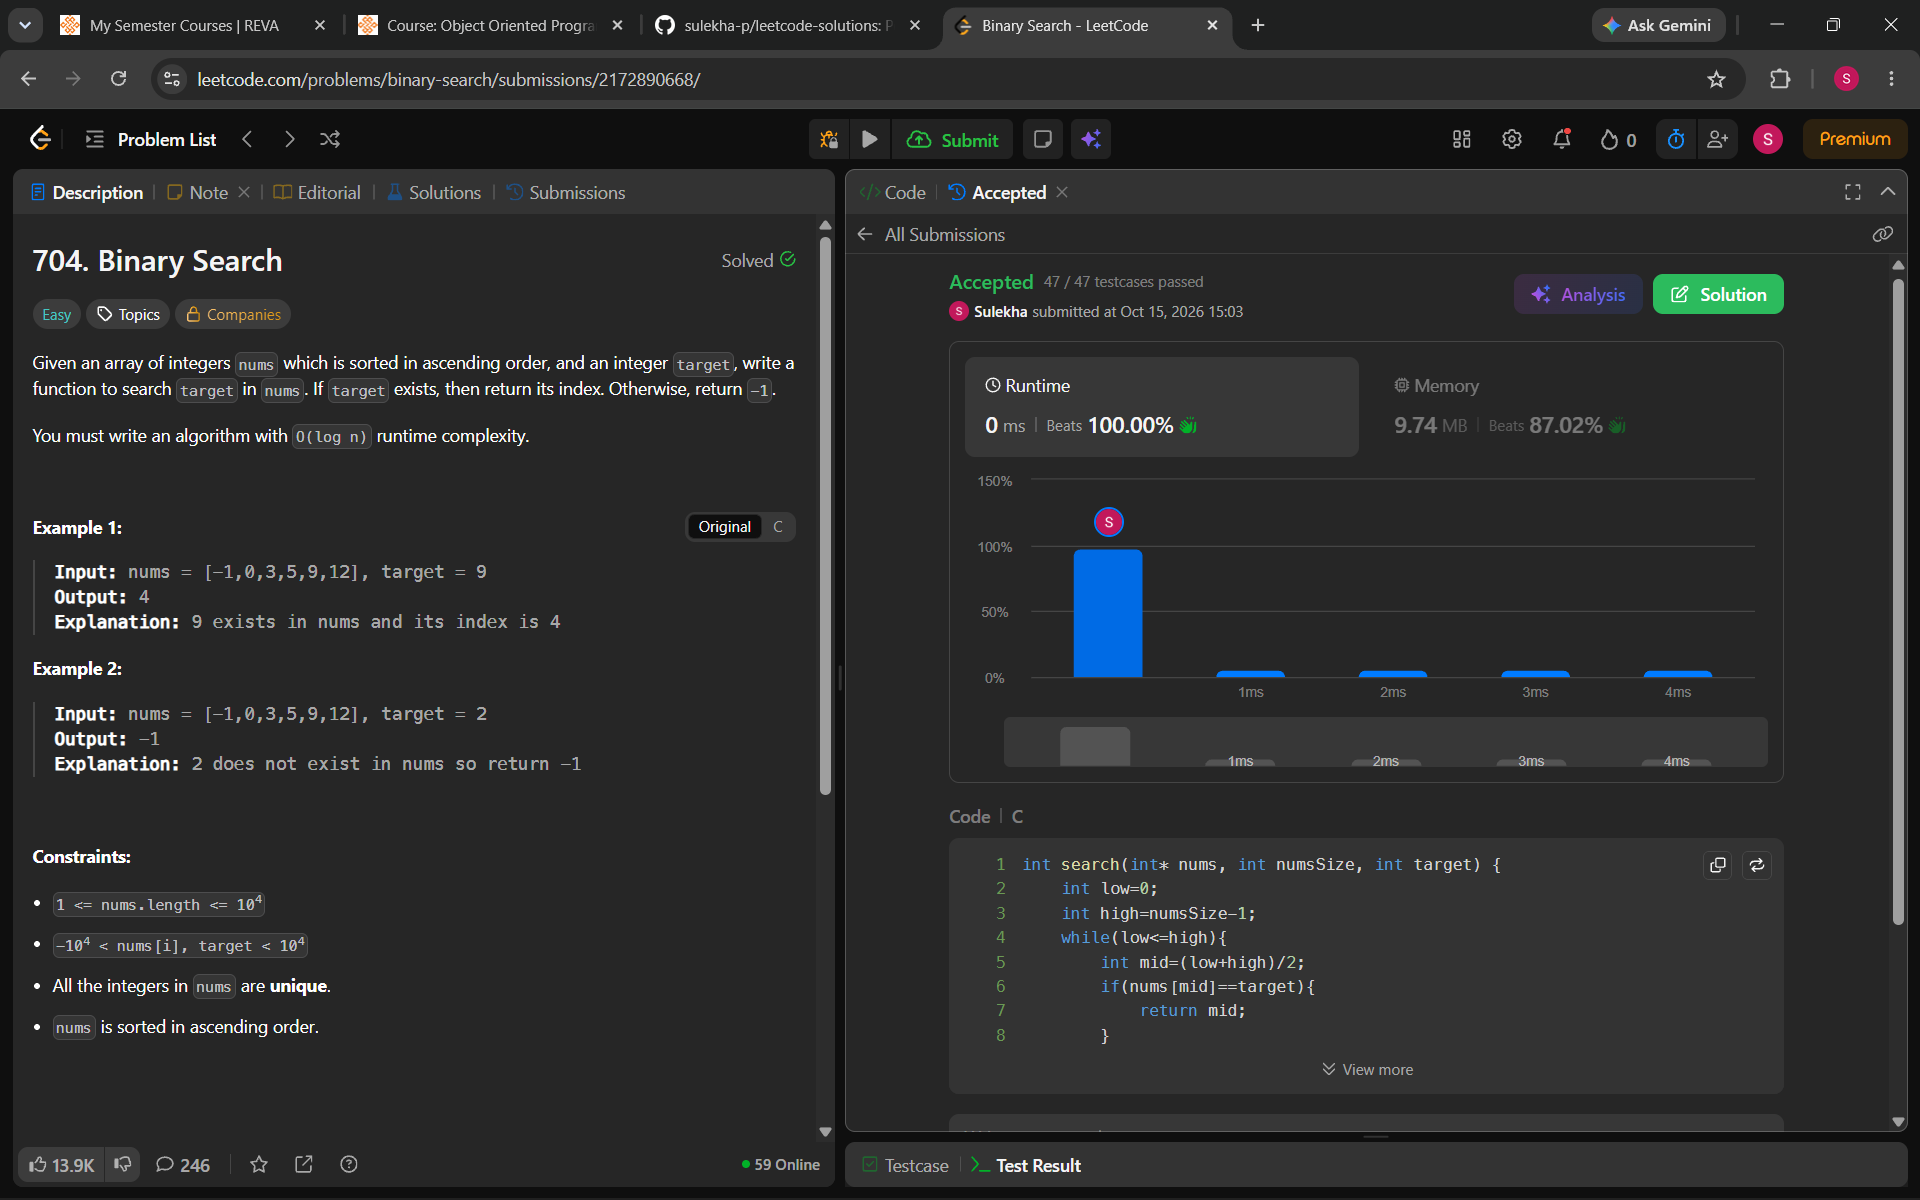 My Semester Courses | REVA
Course: Object Oriented Progra
sulekha-p/leetcode-solutions: P
Binary Search - LeetCode
Ask Gemini
leetcode.com/problems/binary-search/submissions/2172890668/
S
Problem List
Submit
0
S
Premium
Description
Note
Editorial
Solutions
Submissions
704. Binary Search
Solved
Easy
Topics
Companies
Given an array of integers nums which is sorted in ascending order, and an integer target, write a
function to search target in nums. If target exists, then return its index. Otherwise, return -1.
You must write an algorithm with O(log n) runtime complexity.
Example 1:
Original
C
Input: nums = [-1,0,3,5,9,12], target = 9
Output: 4
Explanation: 9 exists in nums and its index is 4
Example 2:
Input: nums = [-1,0,3,5,9,12], target = 2
Output: -1
Explanation: 2 does not exist in nums so return -1
Constraints:
• 1 <= nums.length <= 10⁴
• -10⁴ < nums[i], target < 10⁴
• All the integers in nums are unique.
• nums is sorted in ascending order.
13.9K
246
59 Online
Code
Accepted
All Submissions
Accepted 47 / 47 testcases passed
S Sulekha submitted at Oct 15, 2026 15:03
Analysis
Solution
Runtime
0 ms | Beats 100.00%
Memory
9.74 MB | Beats 87.02%
150%
S
100%
50%
0%
1ms
2ms
3ms
4ms
1ms
2ms
3ms
4ms
Code | C
1 int search(int* nums, int numsSize, int target) {
2 int low=0;
3 int high=numsSize-1;
4 while(low<=high){
5 int mid=(low+high)/2;
6 if(nums[mid]==target){
7 return mid;
8 }
View more
Testcase
Test Result